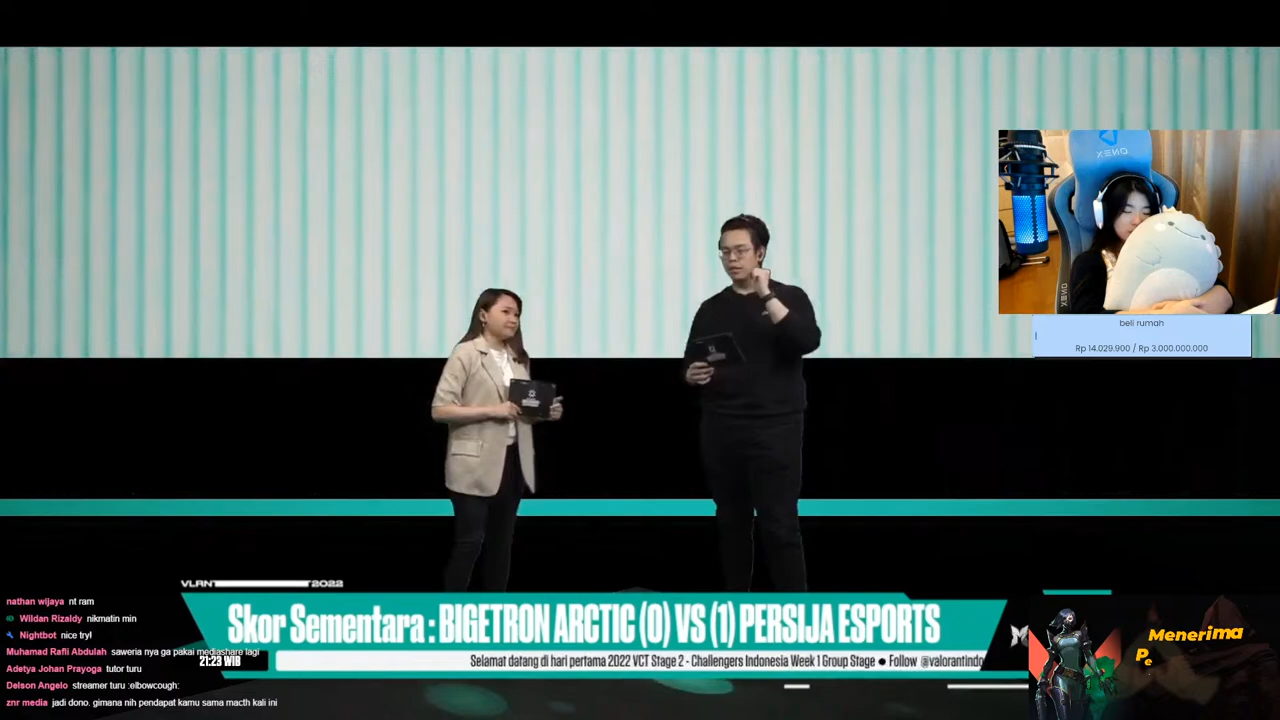 beli rumah
Rp 14.029.900 / Rp 3.000.000.000
VLRNT 2022
Skor Sementara : BIGETRON ARCTIC (0) VS (1) PERSIJA ESPORTS
21:23 WIB
Selamat datang di hari pertama 2022 VCT Stage 2 - Challengers Indonesia Week 1 Group Stage ● Follow @valorantindo
nathan wijaya nt ram
Wildan Rizaldy nikmatin min
Nightbot nice try!
Muhamad Rafli Abdulah saweria nya ga pakai mediashare lagi
Adetya Johan Prayoga tutor turu
Delson Angelo streamer turu :elbowcough:
znr media jadi dono. gimana nih pendapat kamu sama macth kali ini
Menerima
Pe